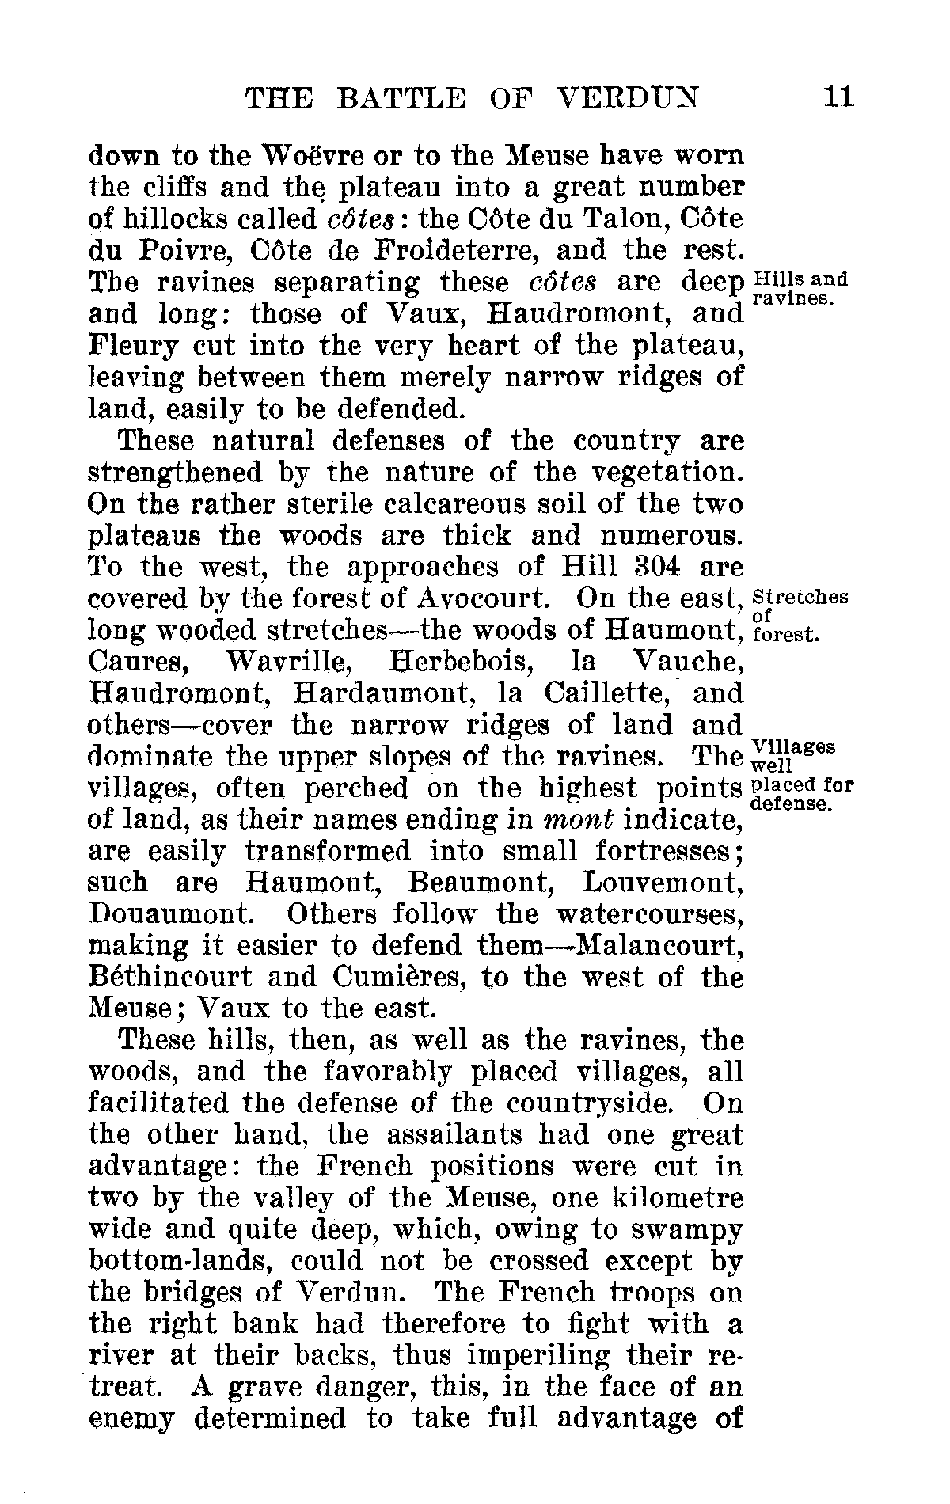 THE BATTLE OF VERDUN 11
down to the Woëvre or to the Meuse have worn
the cliffs and the plateau into a great number
of hillocks called côtes: the Côte du Talon, Côte
du Poivre, Côte de Froideterre, and the rest.
The ravines separating these côtes are deep
Hills and
ravines.
and long: those of Vaux, Haudromont, and
Fleury cut into the very heart of the plateau,
leaving between them merely narrow ridges of
land, easily to be defended.
These natural defenses of the country are
strengthened by the nature of the vegetation.
On the rather sterile calcareous soil of the two
plateaus the woods are thick and numerous.
To the west, the approaches of Hill 304 are
covered by the forest of Avocourt. On the east,
Stretches
of
forest.
long wooded stretches—the woods of Haumont,
Caures, Wavrille, Herbebois, la Vauche,
Haudromont, Hardaumont, la Caillette, and
others—cover the narrow ridges of land and
dominate the upper slopes of the ravines. The
Villages
well
placed for
defense.
villages, often perched on the highest points
of land, as their names ending in mont indicate,
are easily transformed into small fortresses;
such are Haumont, Beaumont, Louvemont,
Douaumont. Others follow the watercourses,
making it easier to defend them—Malancourt,
Béthincourt and Cumières, to the west of the
Meuse; Vaux to the east.
These hills, then, as well as the ravines, the
woods, and the favorably placed villages, all
facilitated the defense of the countryside. On
the other hand, the assailants had one great
advantage: the French positions were cut in
two by the valley of the Meuse, one kilometre
wide and quite deep, which, owing to swampy
bottom-lands, could not be crossed except by
the bridges of Verdun. The French troops on
the right bank had therefore to fight with a
river at their backs, thus imperiling their re-
treat. A grave danger, this, in the face of an
enemy determined to take full advantage of